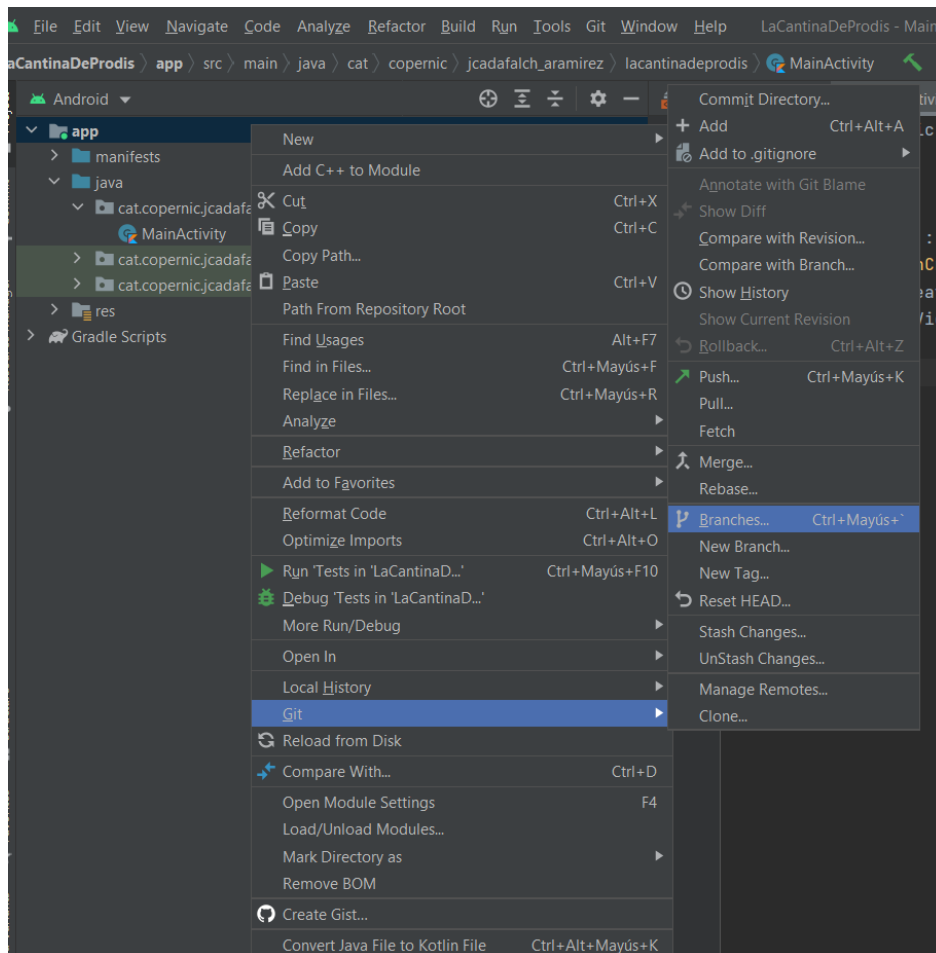 File Edit View Navigate Code Analyze Refactor Build Run Tools Git Window Help LaCantinaDeProdis - Main
aCantinaDeProdis app src main java cat copernic jcadafalch_aramirez lacantinadeprodis MainActivity
Android
app
manifests
java
cat.copernic.jcadafa
MainActivity
cat.copernic.jcadafa
cat.copernic.jcadafa
res
Gradle Scripts
New
Add C++ to Module
Cut Ctrl+X
Copy Ctrl+C
Copy Path...
Paste Ctrl+V
Path From Repository Root
Find Usages Alt+F7
Find in Files... Ctrl+Mayús+F
Replace in Files... Ctrl+Mayús+R
Analyze
Refactor
Add to Favorites
Reformat Code Ctrl+Alt+L
Optimize Imports Ctrl+Alt+O
Run 'Tests in 'LaCantinaD...' Ctrl+Mayús+F10
Debug 'Tests in 'LaCantinaD...'
More Run/Debug
Open In
Local History
Git
Reload from Disk
Compare With... Ctrl+D
Open Module Settings F4
Load/Unload Modules...
Mark Directory as
Remove BOM
Create Gist...
Convert Java File to Kotlin File Ctrl+Alt+Mayús+K
Commit Directory...
Add Ctrl+Alt+A
Add to .gitignore
Annotate with Git Blame
Show Diff
Compare with Revision...
Compare with Branch...
Show History
Show Current Revision
Rollback... Ctrl+Alt+Z
Push... Ctrl+Mayús+K
Pull...
Fetch
Merge...
Rebase...
Branches... Ctrl+Mayús+`
New Branch...
New Tag...
Reset HEAD...
Stash Changes...
UnStash Changes...
Manage Remotes...
Clone...